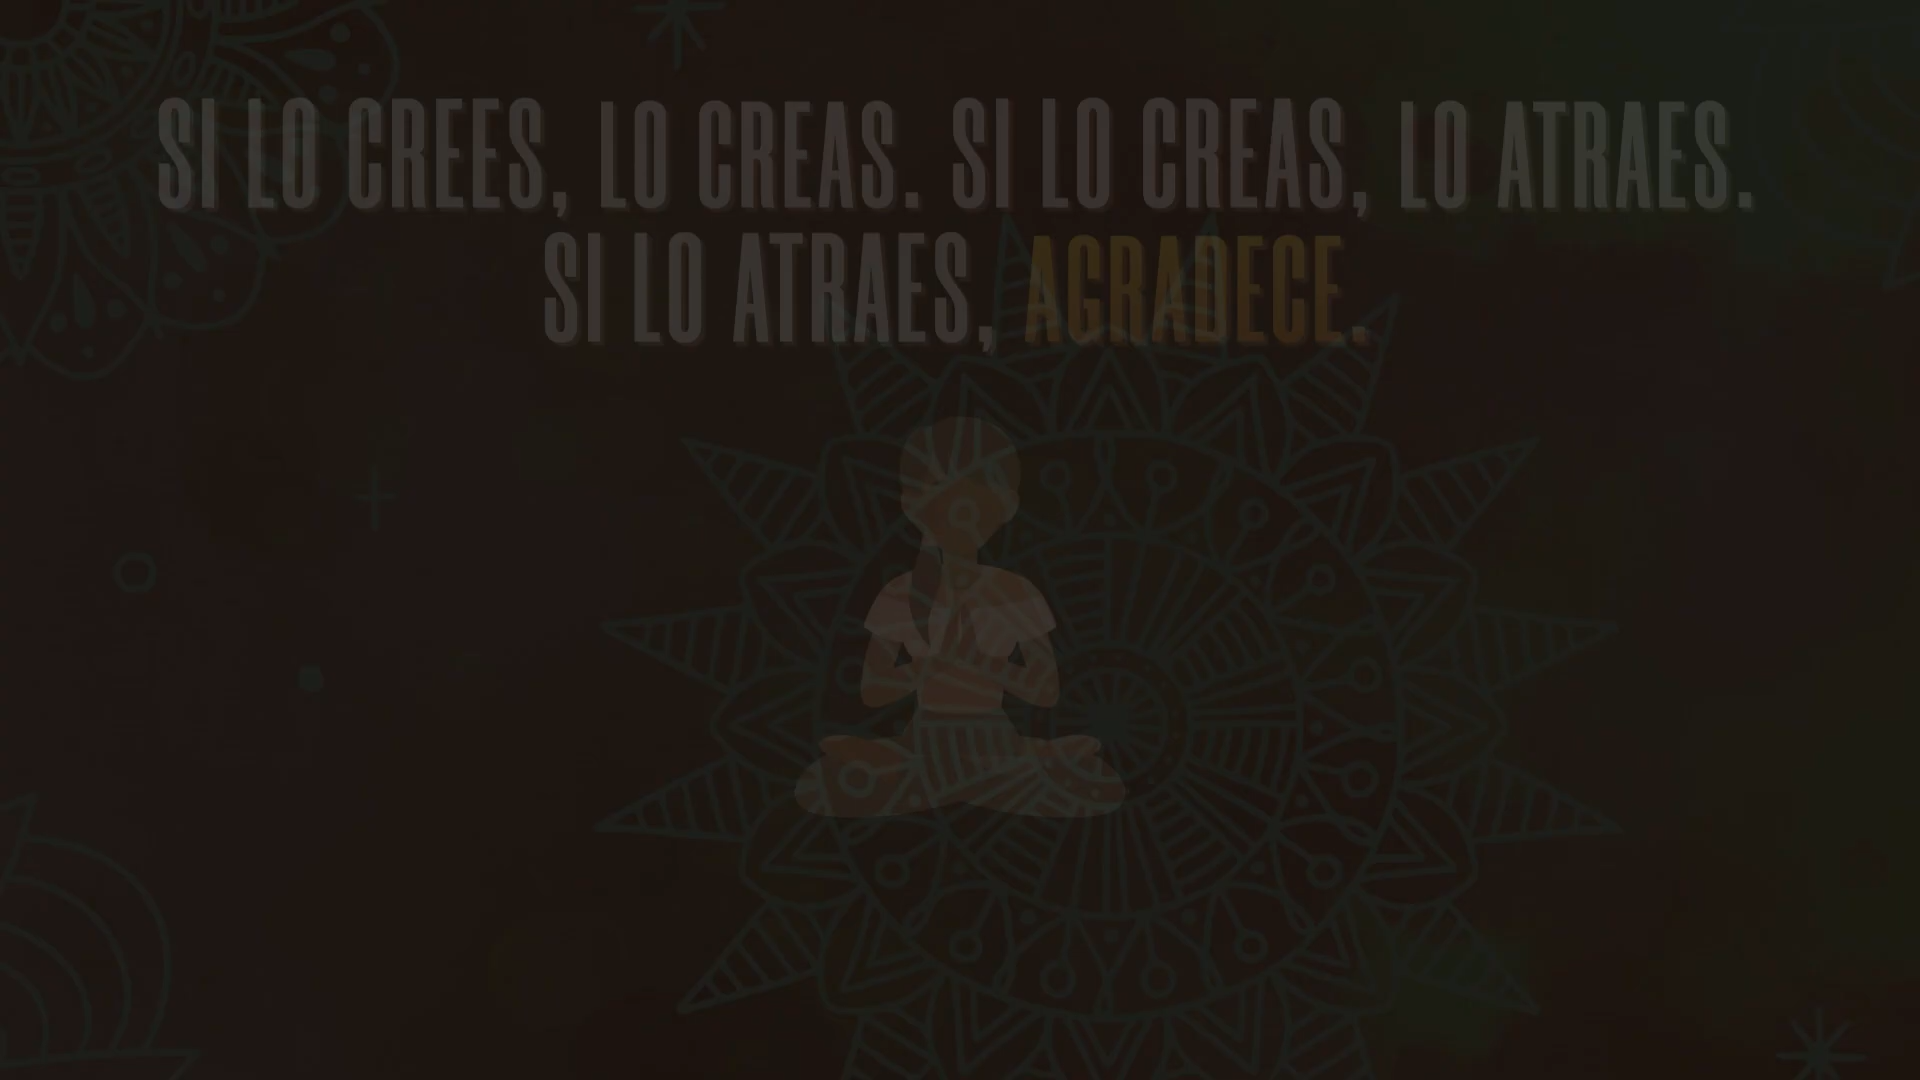 SI LO CREES, LO CREAS. SI LO CREAS, LO ATRAES.
SI LO ATRAES, AGRADECE.